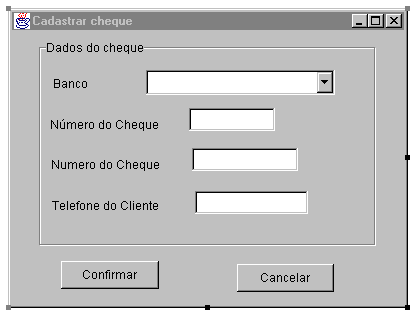 Cadastrar cheque
Dados do cheque
Banco
Número do Cheque
Numero do Cheque
Telefone do Cliente
Confirmar
Cancelar